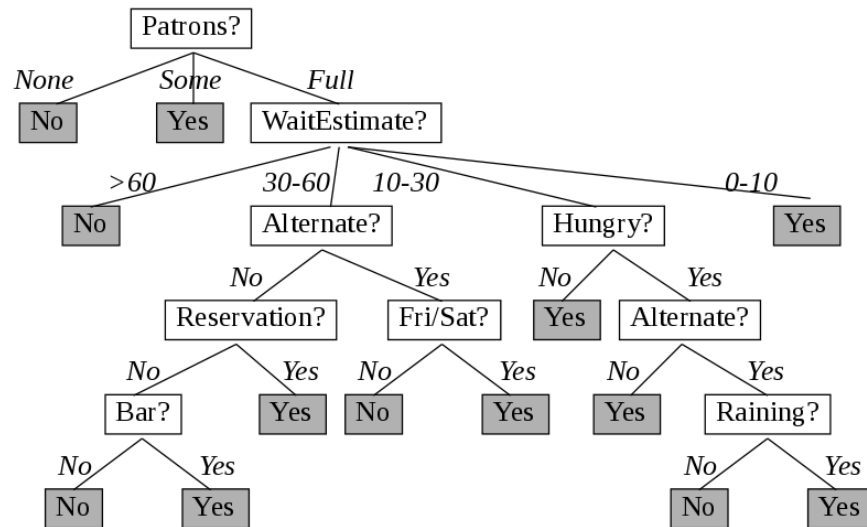 Patrons?
None Some Full
No Yes WaitEstimate?
>60 30-60 10-30 0-10
No Alternate? Hungry? Yes
No Yes No Yes
Reservation? Fri/Sat? Yes Alternate?
No Yes No Yes No Yes
Bar? Yes No Yes Yes Raining?
No Yes No Yes
No Yes No Yes